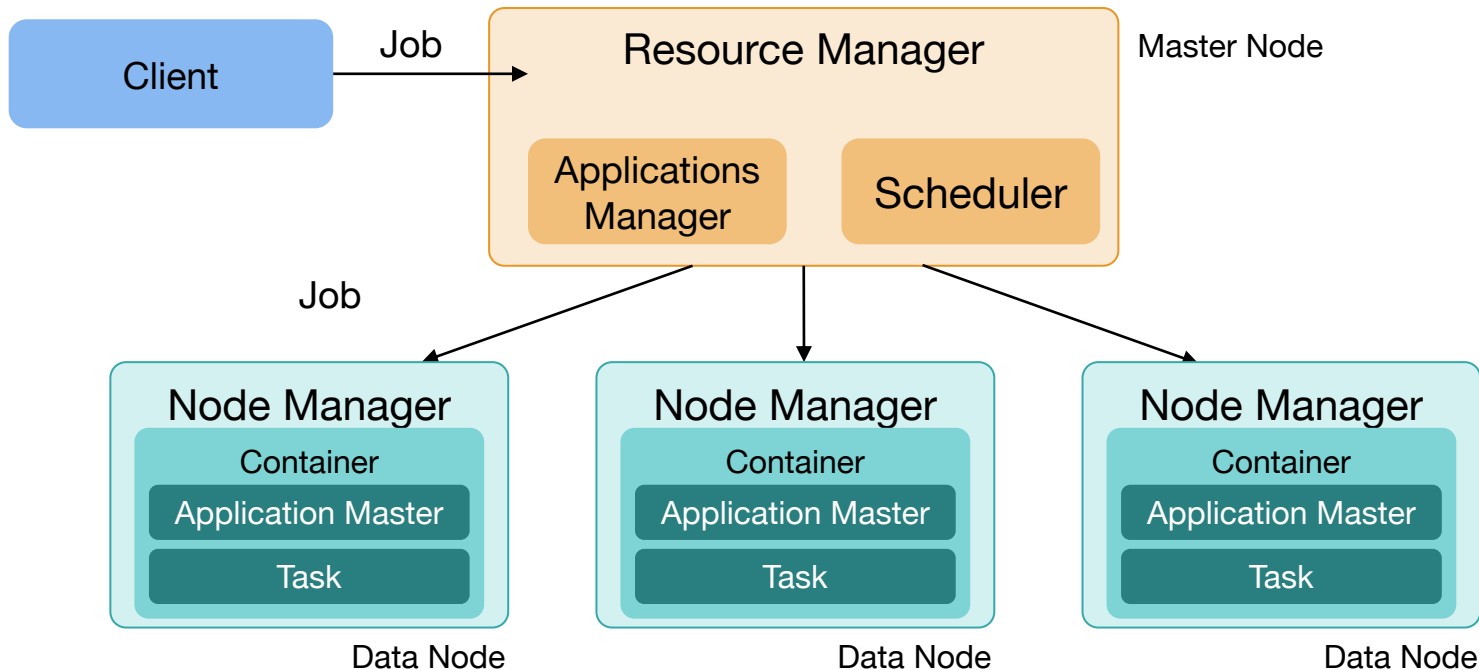 Client
Job
Resource Manager
Master Node
Applications
Manager
Scheduler
Job
Node Manager
Container
Application Master
Task
Data Node
Node Manager
Container
Application Master
Task
Data Node
Node Manager
Container
Application Master
Task
Data Node